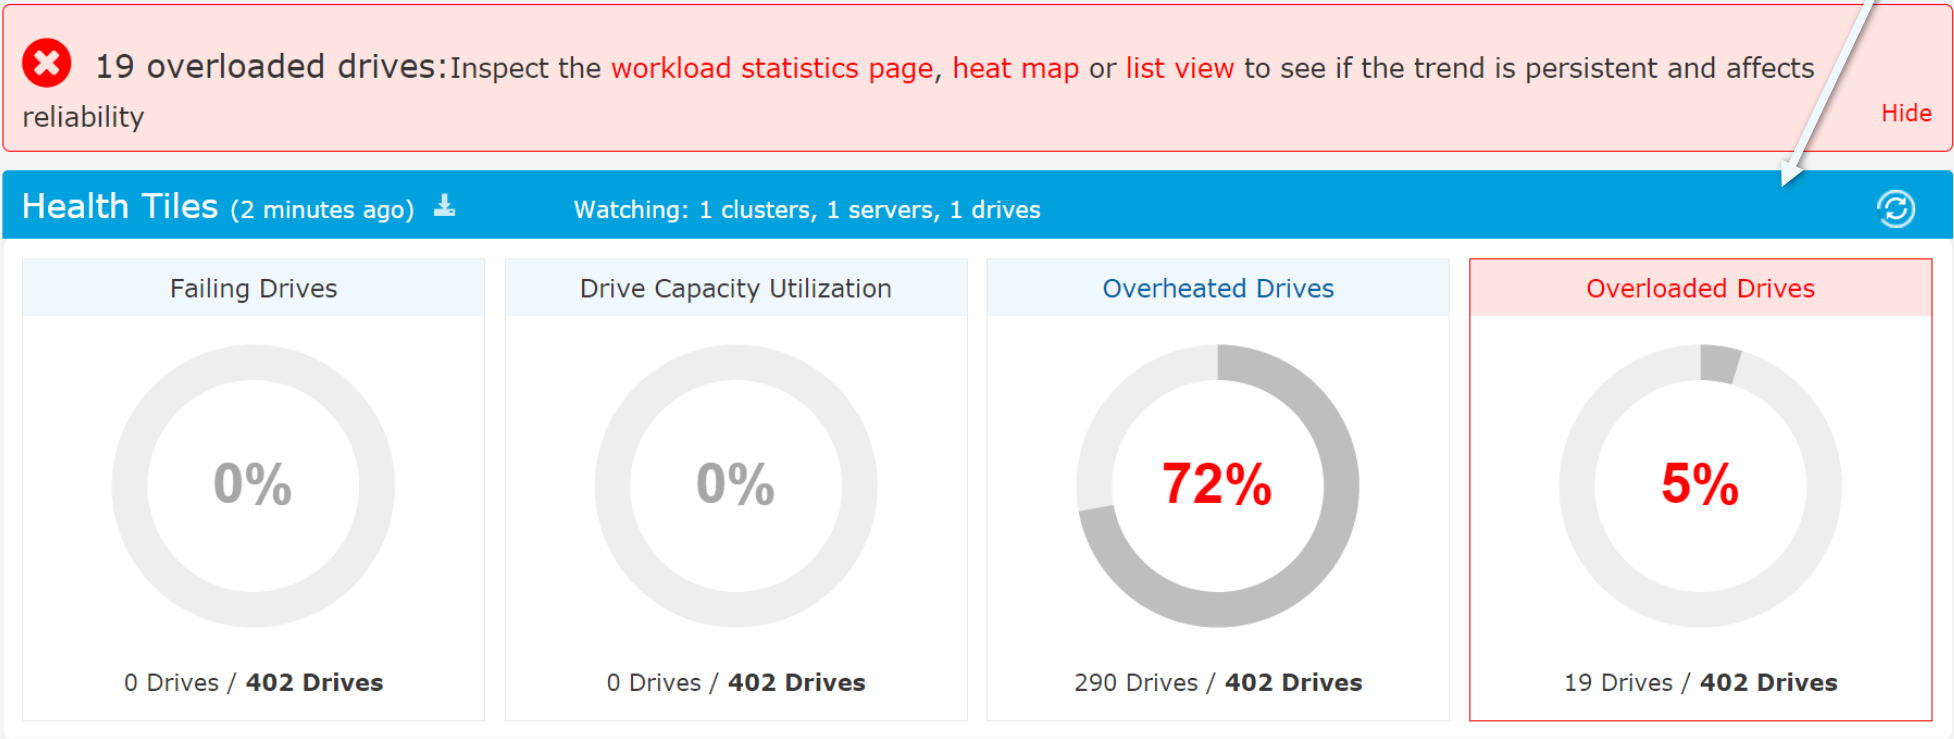 19 overloaded drives:Inspect the workload statistics page, heat map or list view to see if the trend is persistent and affects
reliability
Hide
Health Tiles (2 minutes ago)
Watching: 1 clusters, 1 servers, 1 drives
Failing Drives
0%
0 Drives / 402 Drives
Drive Capacity Utilization
0%
0 Drives / 402 Drives
Overheated Drives
72%
290 Drives / 402 Drives
Overloaded Drives
5%
19 Drives / 402 Drives